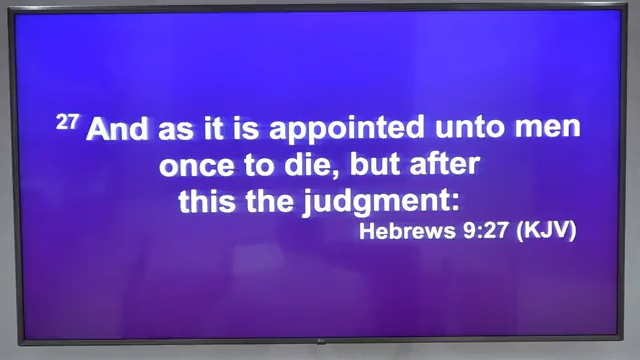 27 And as it is appointed unto men
once to die, but after
this the judgment:
Hebrews 9:27 (KJV)